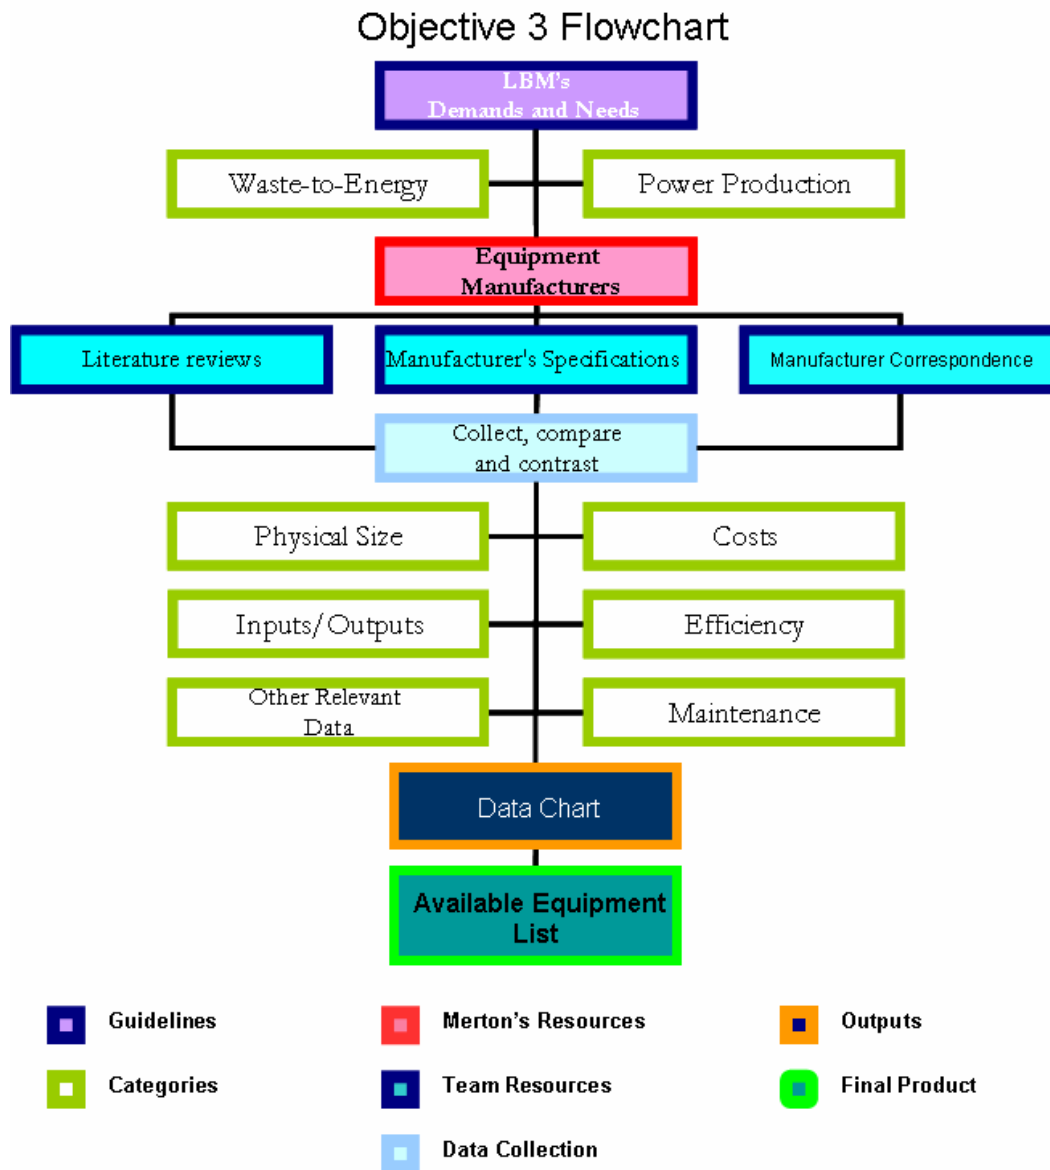 Objective 3 Flowchart
LBM's
Demands and Needs
Waste-to-Energy
Power Production
Equipment
Manufacturers
Literature reviews
Manufacturer's Specifications
Manufacturer Correspondence
Collect, compare
and contrast
Physical Size
Costs
Inputs/Outputs
Efficiency
Other Relevant
Data
Maintenance
Data Chart
Available Equipment
List
Guidelines
Merton's Resources
Outputs
Categories
Team Resources
Final Product
Data Collection